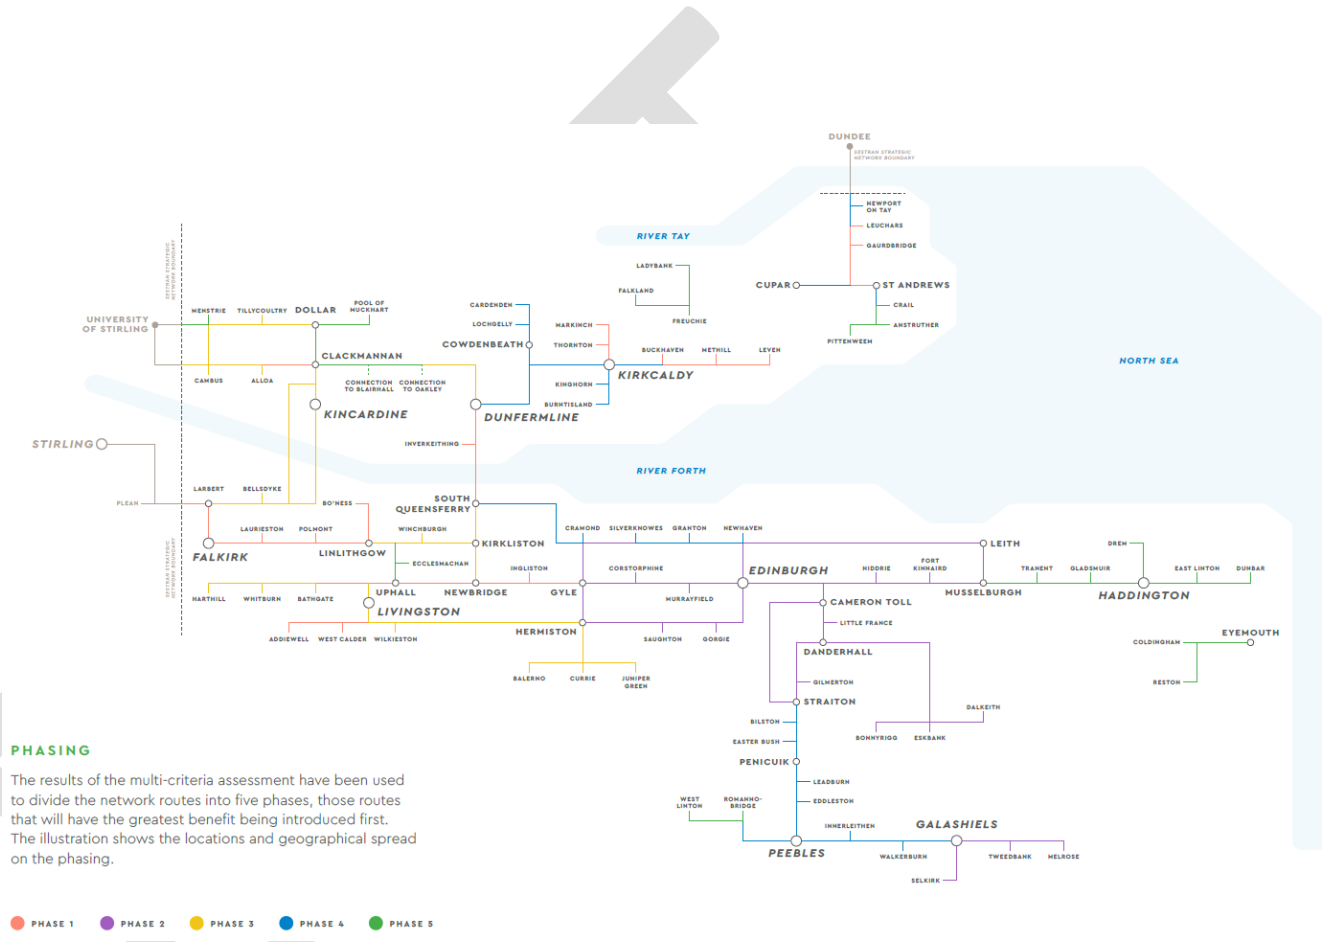 DUNDEE
SESTRAN STRATEGIC
NETWORK BOUNDARY
NEWPORT
ON TAY
LEUCHARS
GAURDBRIDGE
RIVER TAY
SESTRAN STRATEGIC
NETWORK BOUNDARY
LADYBANK
FALKLAND
FREUCHIE
CUPAR
ST ANDREWS
CRAIL
ANSTRUTHER
PITTENWEEM
UNIVERSITY
OF STIRLING
MENSTRIE
TILLYCOULTRY
DOLLAR
POOL OF
MUCKHART
CARDENDEN
LOCHGELLY
COWDENBEATH
MARKINCH
THORNTON
BUCKHAVEN
METHILL
LEVEN
NORTH SEA
CLACKMANNAN
CAMBUS
ALLOA
CONNECTION
TO BLAIRHALL
CONNECTION
TO OAKLEY
KINGHORN
BURNTISLAND
KIRKCALDY
KINCARDINE
DUNFERMLINE
STIRLING
INVERKEITHING
RIVER FORTH
PLEAN
LARBERT
BELLSDYKE
BO'NESS
SOUTH
QUEENSFERRY
LAURIESTON
POLMONT
WINCHBURGH
CRAMOND
SILVERKNOWES
GRANTON
NEWHAVEN
FALKIRK
LINLITHGOW
KIRKLISTON
LEITH
DREM
SESTRAN STRATEGIC
NETWORK BOUNDARY
ECCLESMACHAN
INGLISTON
CORSTORPHINE
EDINBURGH
NIDDRIE
FORT
KINNAIRD
TRANENT
GLADSMUIR
EAST LINTON
DUNBAR
HARTHILL
WHITBURN
BATHGATE
UPHALL
NEWBRIDGE
GYLE
MURRAYFIELD
MUSSELBURGH
HADDINGTON
LIVINGSTON
CAMERON TOLL
LITTLE FRANCE
ADDIEWELL
WEST CALDER
WILKIESTON
HERMISTON
SAUGHTON
GORGIE
DANDERHALL
COLDINGHAM
EYEMOUTH
RESTON
BALERNO
CURRIE
JUNIPER
GREEN
GILMERTON
STRAITON
BILSTON
EASTER BUSH
BONNYRIGG
ESKBANK
DALKEITH
PENICUIK
LEADBURN
EDDLESTON
WEST
LINTON
ROMANNO-
BRIDGE
INNERLEITHEN
GALASHIELS
PEEBLES
WALKERBURN
TWEEDBANK
MELROSE
SELKIRK
PHASING
The results of the multi-criteria assessment have been used
to divide the network routes into five phases, those routes
that will have the greatest benefit being introduced first.
The illustration shows the locations and geographical spread
on the phasing.
PHASE 1
PHASE 2
PHASE 3
PHASE 4
PHASE 5